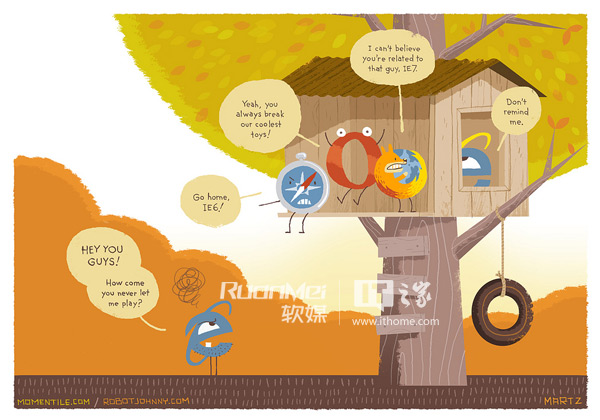 I can't believe
you're related to
that guy, IE7.
Yeah, you
always break
our coolest
toys!
Don't
remind
me.
Go home,
IE6!
HEY YOU
GUYS!
How come
you never let
me play?
RuanMei
软媒
IT之家
www.ithome.com
MOMENTILE.COM / ROBOTJOHNNY.COM
MARTZ